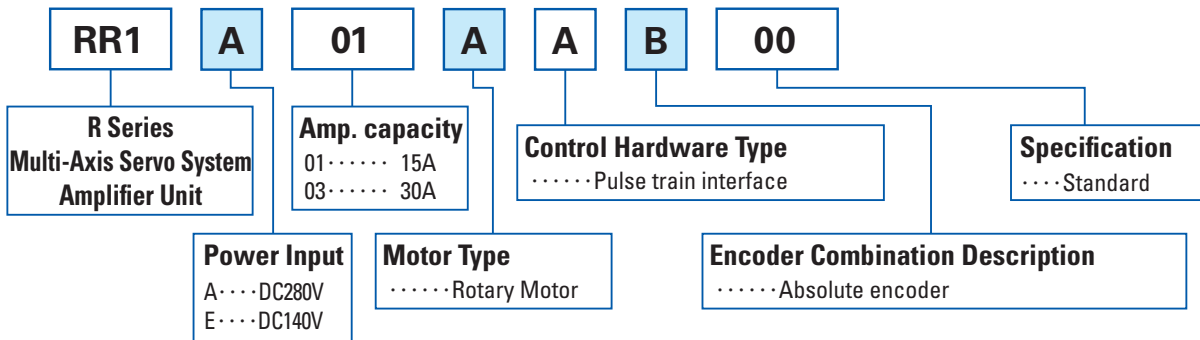 RR1 A 01 A A B 00
R Series
Multi-Axis Servo System
Amplifier Unit
Amp. capacity
01······ 15A
03······ 30A
Control Hardware Type
······Pulse train interface
Specification
····Standard
Power Input
A····DC280V
E····DC140V
Motor Type
······Rotary Motor
Encoder Combination Description
······Absolute encoder